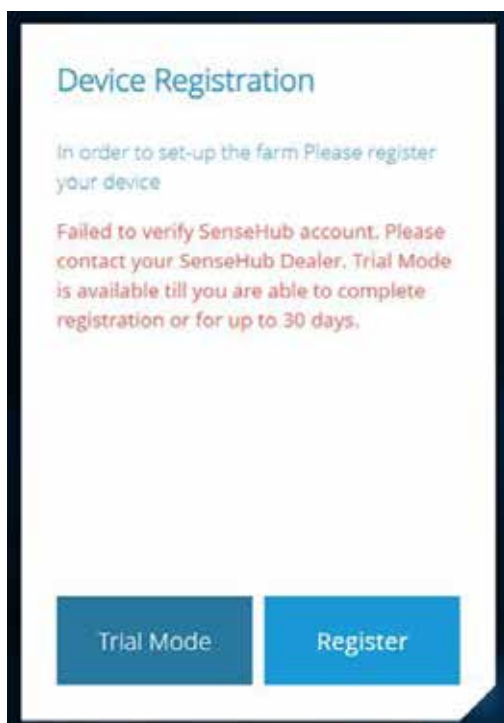 Device Registration
In order to set-up the farm Please register
your device
Failed to verify SenseHub account. Please
contact your SenseHub Dealer. Trial Mode
is available till you are able to complete
registration or for up to 30 days.
Trial Mode
Register